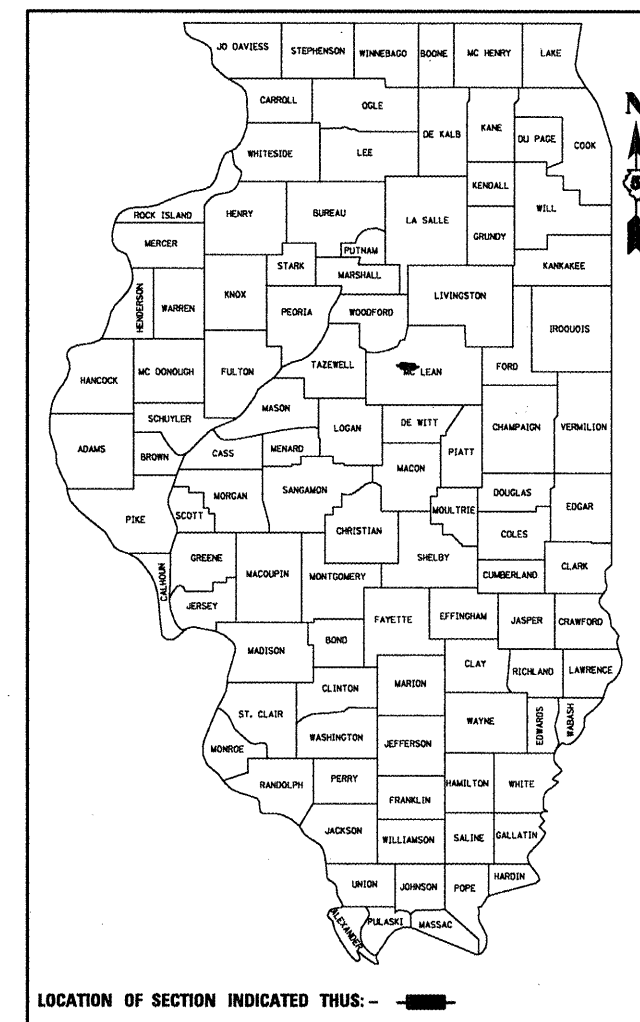 JO DAVIESS STEPHENSON WINNEBAGO BOONE MC HENRY LAKE
CARROLL OGLE DE KALB KANE DU PAGE COOK
N
WHITESIDE LEE
5
KENDALL WILL
ROCK ISLAND HENRY BUREAU LA SALLE
MERCER PUTNAM GRUNDY
STARK MARSHALL KANKAKEE
HENDERSON WARREN KNOX PEORIA WOODFORD LIVINGSTON IROQUOIS
HANCOCK MC DONOUGH FULTON TAZEWELL MC LEAN FORD
MASON
SCHUYLER LOGAN DE WITT CHAMPAIGN VERMILION
ADAMS BROWN CASS MENARD PIATT
MACON
MORGAN SANGAMON DOUGLAS
PIKE SCOTT MOULTRIE EDGAR
CHRISTIAN COLES
GREENE MACOUPIN MONTGOMERY SHELBY CUMBERLAND CLARK
CALHOUN JERSEY
FAYETTE EFFINGHAM JASPER CRAWFORD
MADISON BOND
CLAY RICHLAND LAWRENCE
CLINTON MARION
ST. CLAIR WAYNE EDWARDS WABASH
WASHINGTON JEFFERSON
MONROE
RANDOLPH PERRY HAMILTON WHITE
FRANKLIN
JACKSON WILLIAMSON SALINE GALLATIN
HARDIN
UNION JOHNSON POPE
ALEXANDER PULASKI MASSAC
LOCATION OF SECTION INDICATED THUS: -